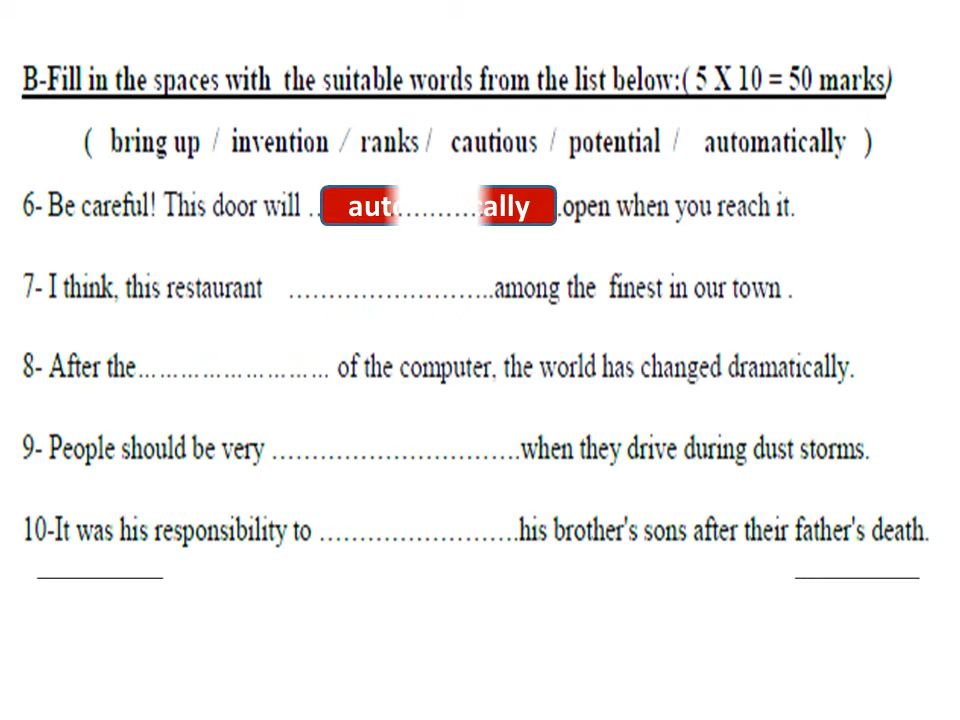 B-Fill in the spaces with the suitable words from the list below:( 5 X 10 = 50 marks)
( bring up / invention / ranks / cautious / potential / automatically )
6- Be careful! This door will .. auto............cally .open when you reach it.
7- I think, this restaurant ……………………..among the finest in our town .
8- After the……………………… of the computer, the world has changed dramatically.
9- People should be very ………………………….when they drive during dust storms.
10-It was his responsibility to …………………….his brother's sons after their father's death.